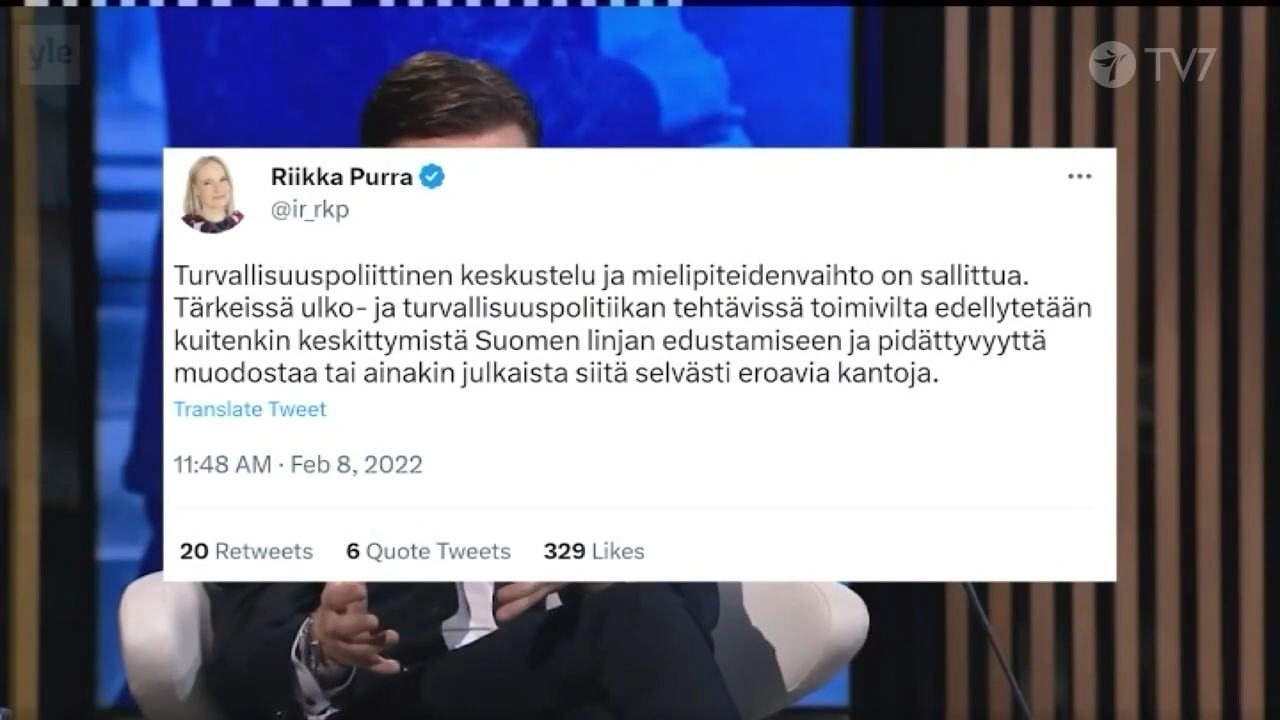 yle
TV7
Riikka Purra
@ir_rkp
Turvallisuuspoliittinen keskustelu ja mielipiteidenvaihto on sallittua.
Tärkeissä ulko- ja turvallisuuspolitiikan tehtävissä toimivilta edellytetään
kuitenkin keskittymistä Suomen linjan edustamiseen ja pidättyvyyttä
muodostaa tai ainakin julkaista siitä selvästi eroavia kantoja.
Translate Tweet
11:48 AM · Feb 8, 2022
20 Retweets 6 Quote Tweets 329 Likes